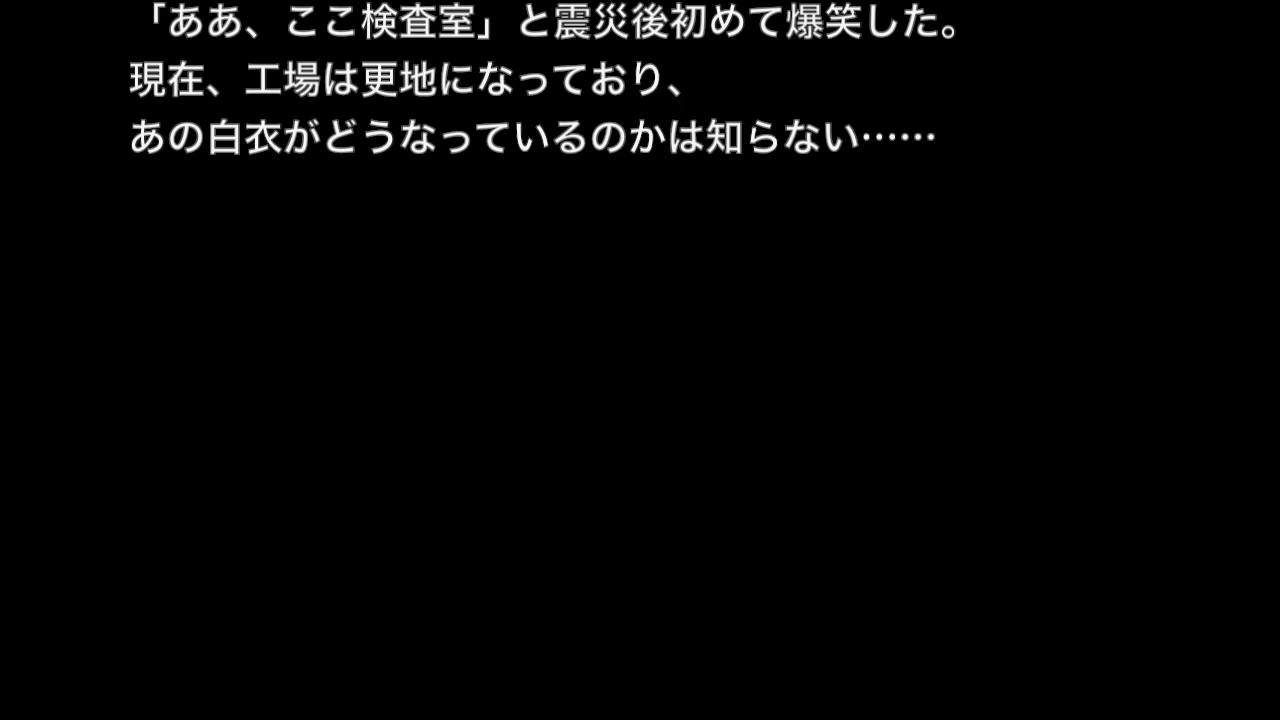 「ああ、ここ検査室」と震災後初めて爆笑した。
現在、工場は更地になっており、
あの白衣がどうなっているのかは知らない……